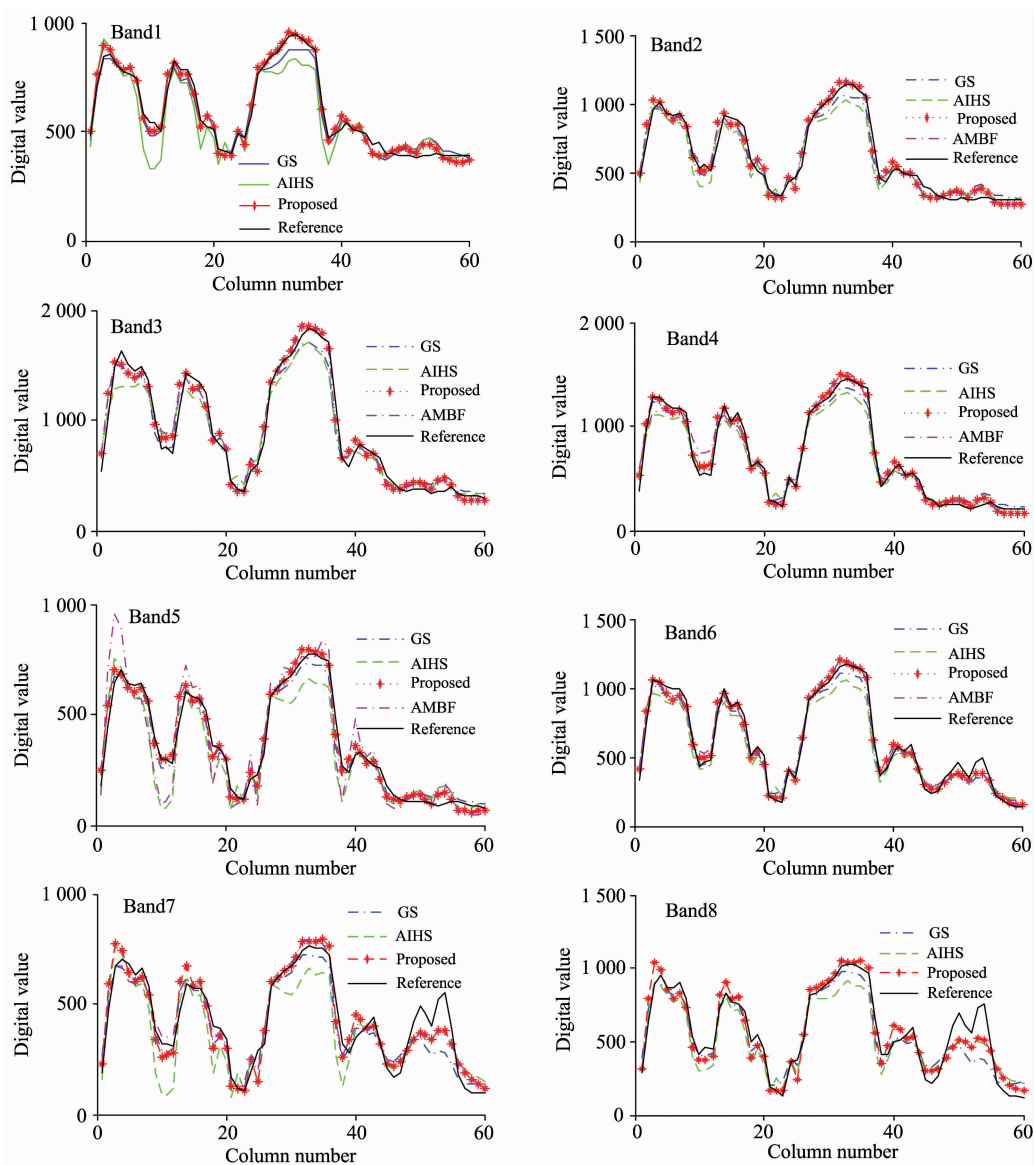 Band1
1 000
500
0
Digital value
GS
AIHS
Proposed
Reference
0
20
40
60
Column number
Band2
1 500
1 000
500
0
Digital value
GS
AIHS
Proposed
AMBF
Reference
0
20
40
60
Column number
Band3
2 000
1 000
0
Digital value
GS
AIHS
Proposed
AMBF
Reference
0
20
40
60
Column number
Band4
2 000
1 000
0
Digital value
GS
AIHS
Proposed
AMBF
Reference
0
20
40
60
Column number
Band5
1 000
500
0
Digital value
GS
AIHS
Proposed
AMBF
Reference
0
20
40
60
Column number
Band6
1 500
1 000
500
0
Digital value
GS
AIHS
Proposed
AMBF
Reference
0
20
40
60
Column number
Band7
1 000
500
0
Digital value
GS
AIHS
Proposed
Reference
0
20
40
60
Column number
Band8
1 500
1 000
500
0
Digital value
GS
AIHS
Proposed
Reference
0
20
40
60
Column number